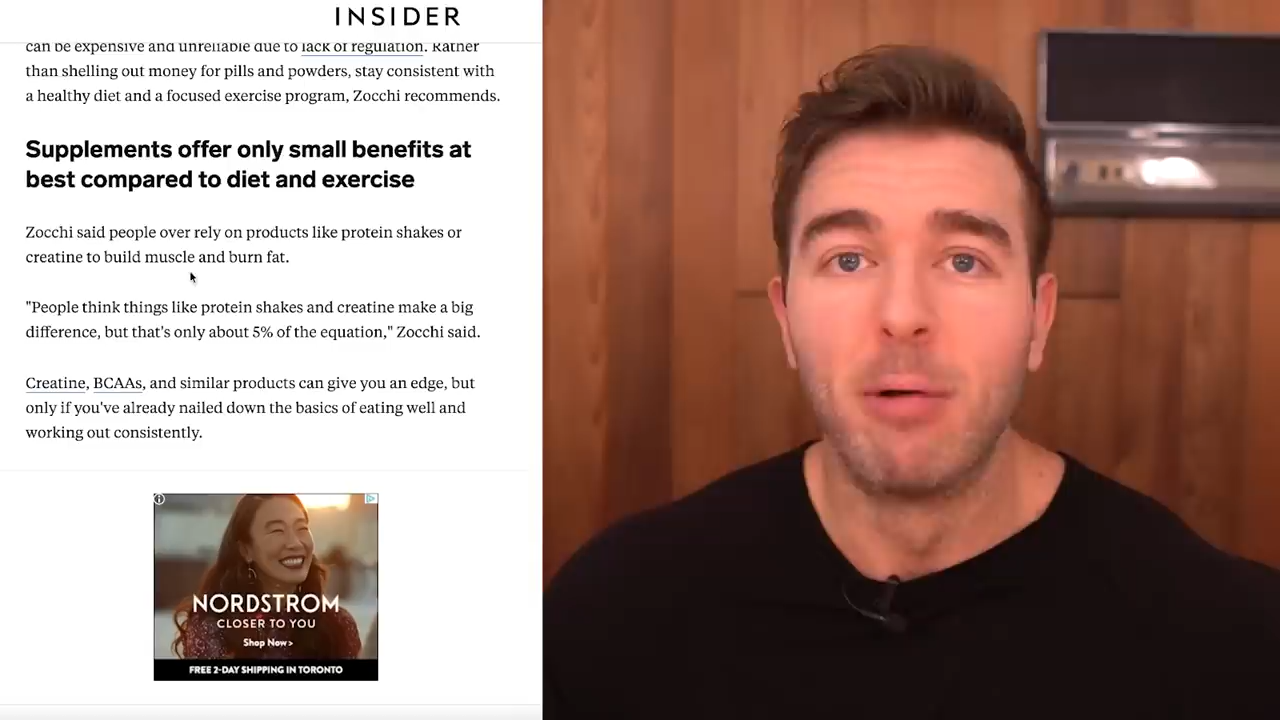 INSIDER
can be expensive and unreliable due to lack of regulation. Rather
than shelling out money for pills and powders, stay consistent with
a healthy diet and a focused exercise program, Zocchi recommends.
Supplements offer only small benefits at
best compared to diet and exercise
Zocchi said people over rely on products like protein shakes or
creatine to build muscle and burn fat.
"People think things like protein shakes and creatine make a big
difference, but that's only about 5% of the equation," Zocchi said.
Creatine, BCAAs, and similar products can give you an edge, but
only if you've already nailed down the basics of eating well and
working out consistently.
NORDSTROM
CLOSER TO YOU
Shop Now >
FREE 2-DAY SHIPPING IN TORONTO